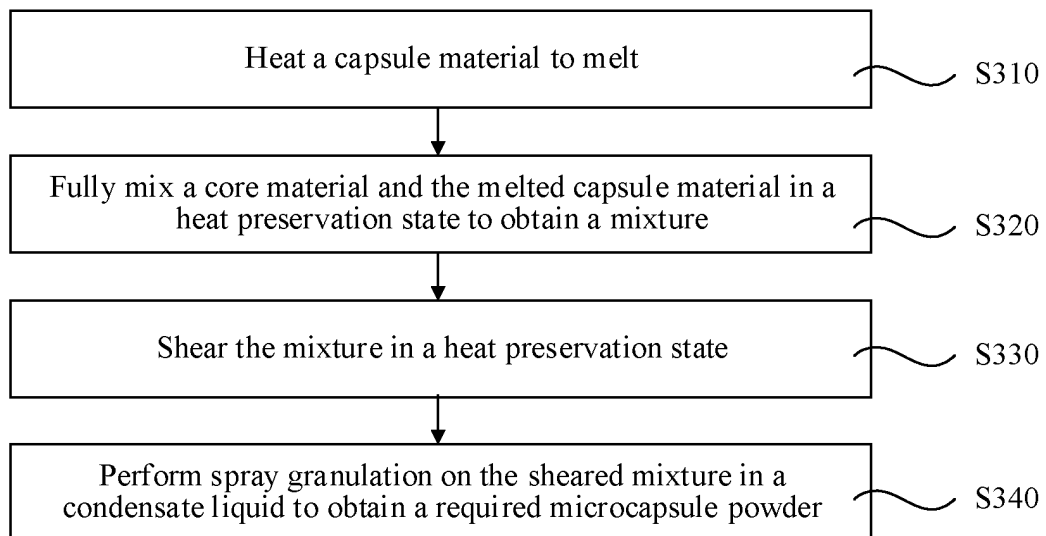 Heat a capsule material to melt
S310
Fully mix a core material and the melted capsule material in a
heat preservation state to obtain a mixture
S320
Shear the mixture in a heat preservation state
S330
Perform spray granulation on the sheared mixture in a
condensate liquid to obtain a required microcapsule powder
S340